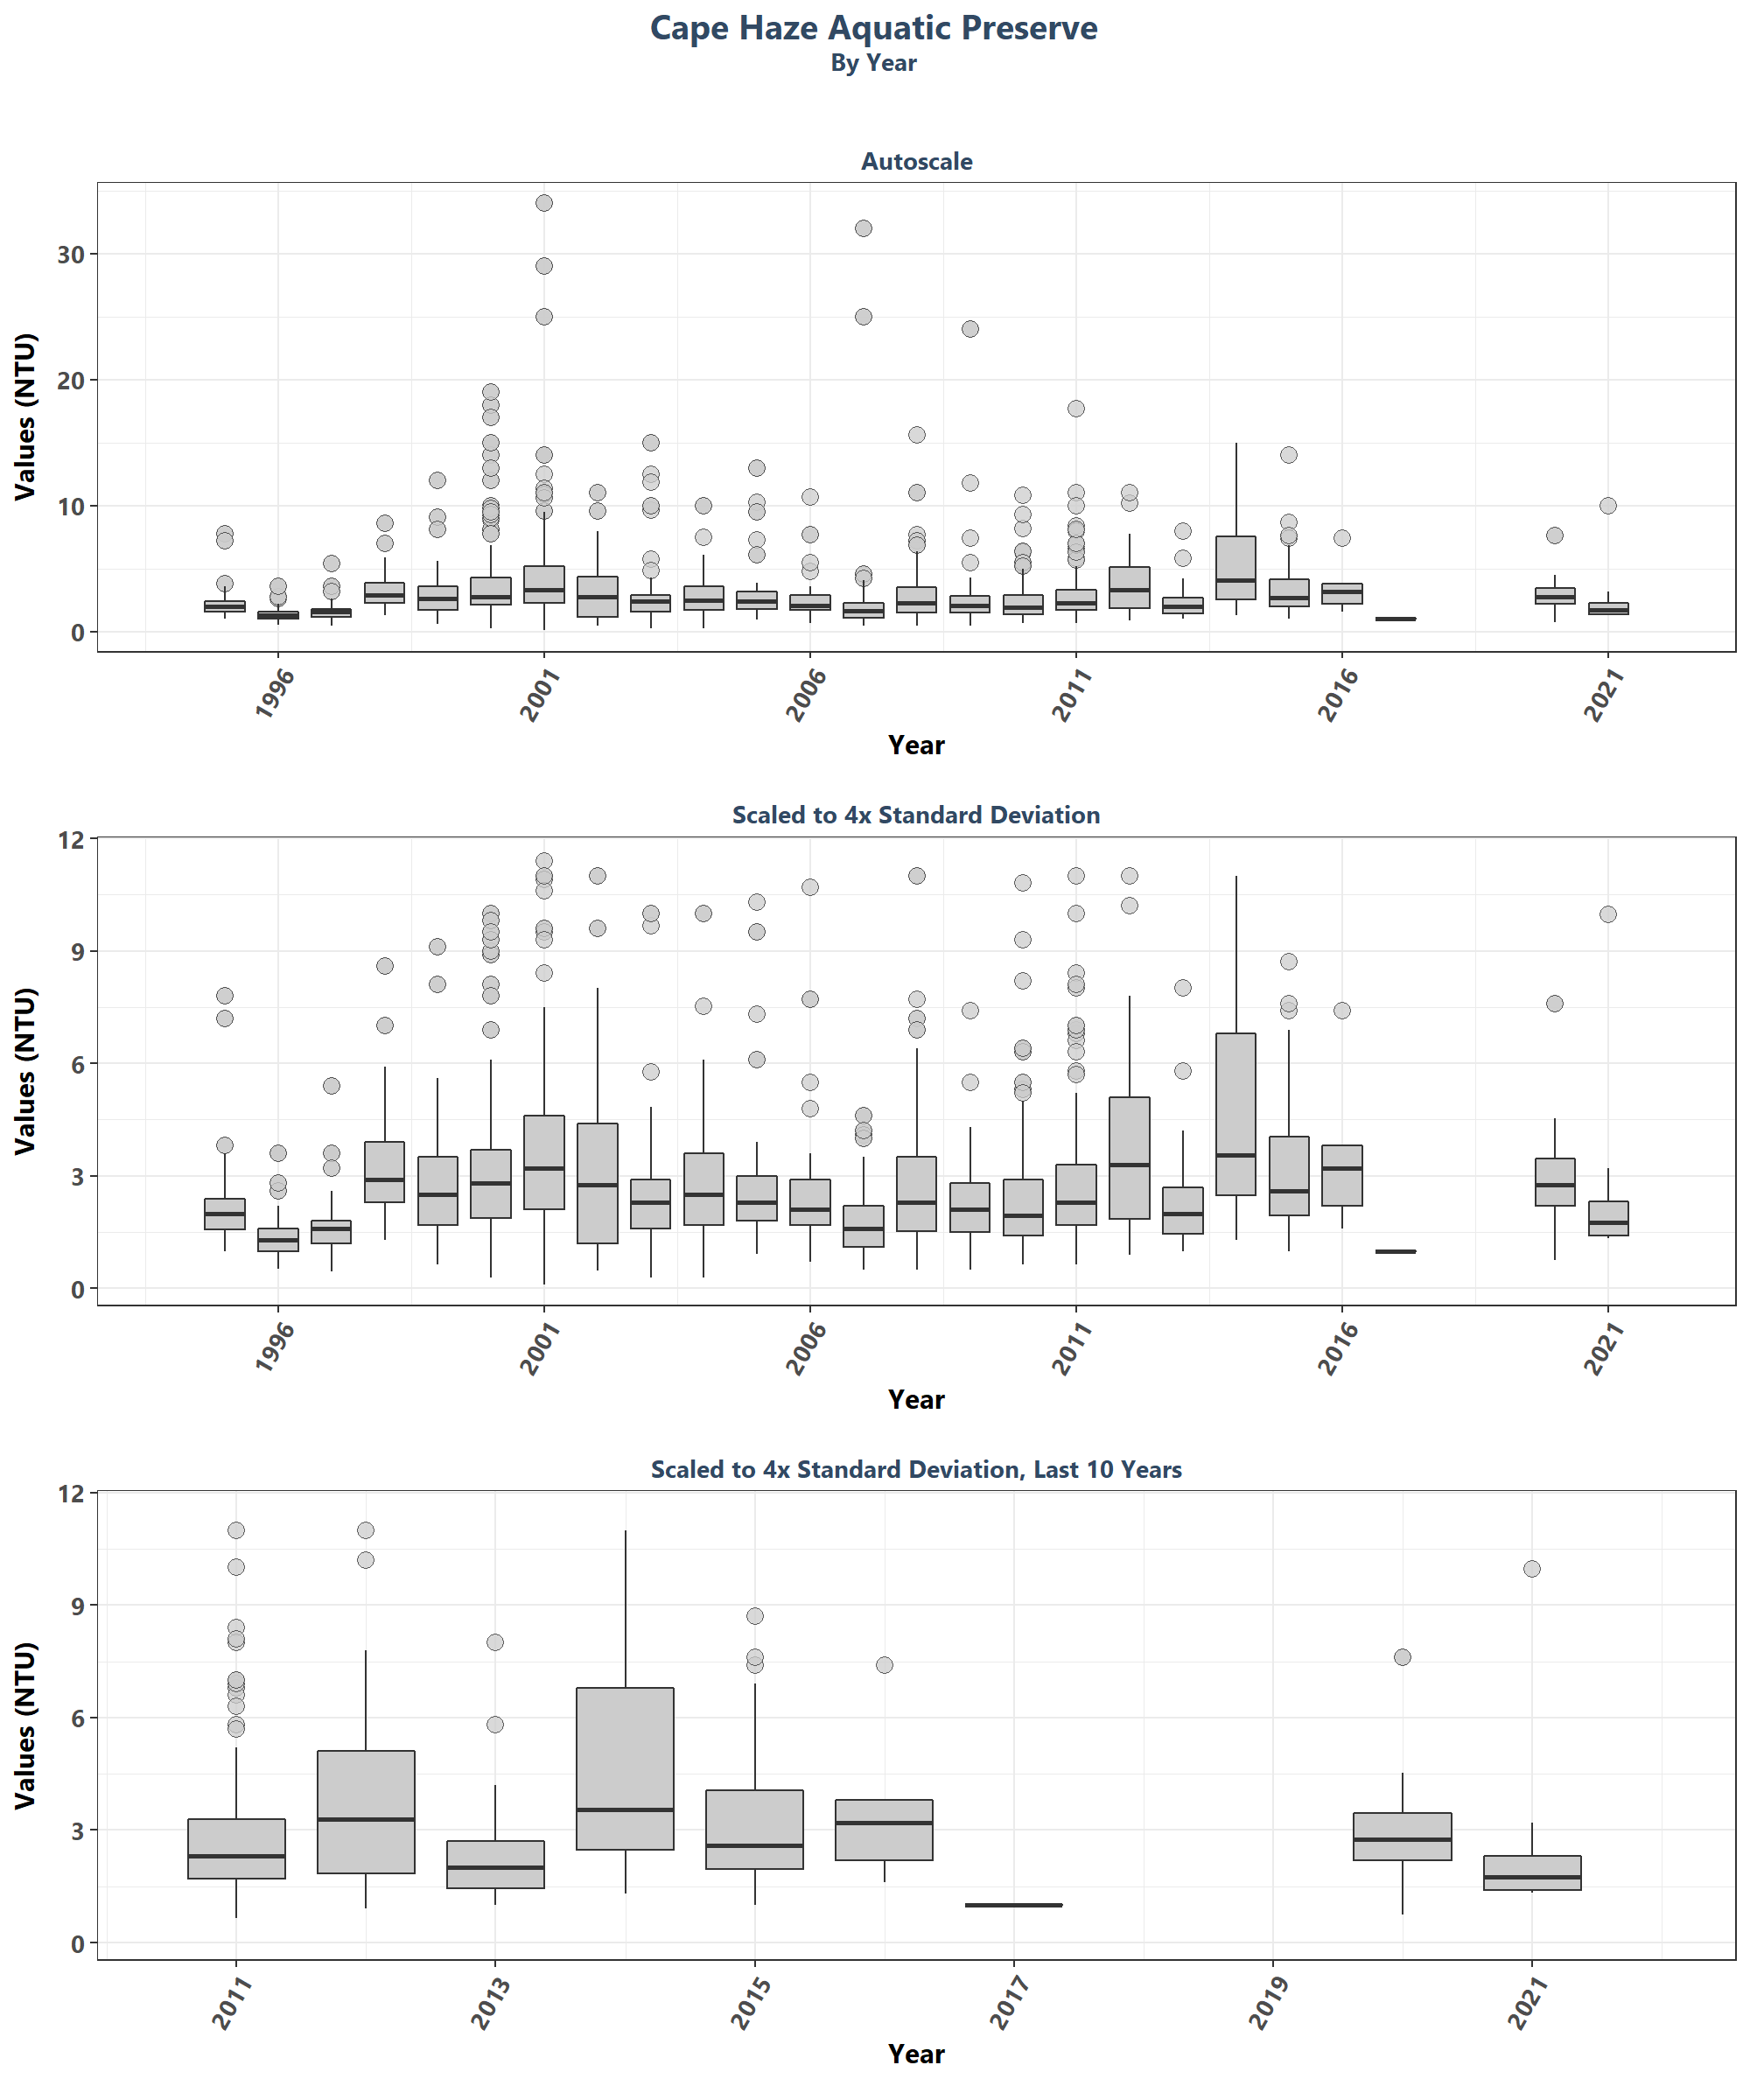 Cape Haze Aquatic Preserve
By Year
Autoscale
Values (NTU)
30
20
10
0
1996
2001
2006
2011
2016
2021
Year
Scaled to 4x Standard Deviation
Values (NTU)
12
9
6
3
0
1996
2001
2006
2011
2016
2021
Year
Scaled to 4x Standard Deviation, Last 10 Years
Values (NTU)
12
9
6
3
0
2011
2013
2015
2017
2019
2021
Year